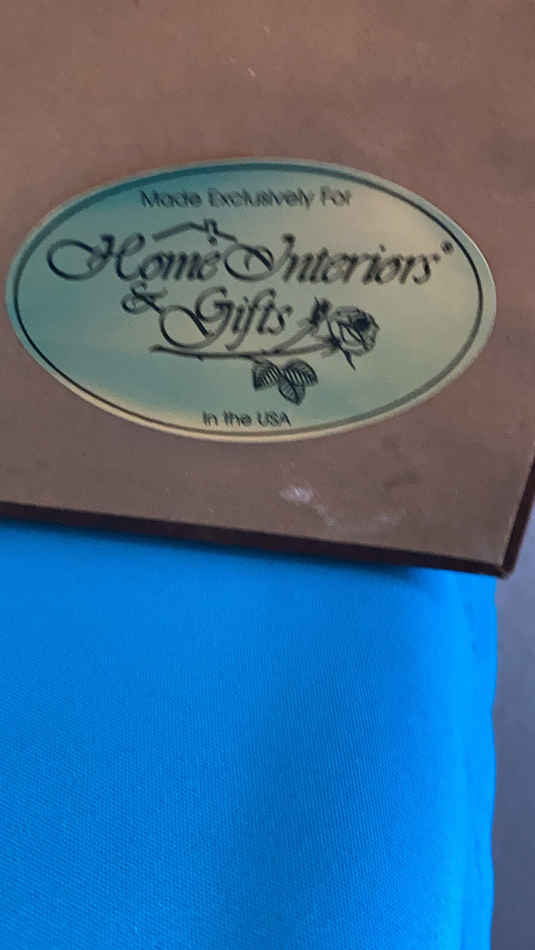 Made Exclusively For
Home Interiors®
& Gifts
In the USA